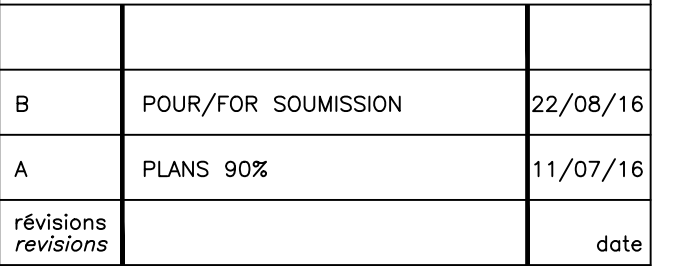 B POUR/FOR SOUMISSION 22/08/16
A PLANS 90% 11/07/16
révisions
revisions date